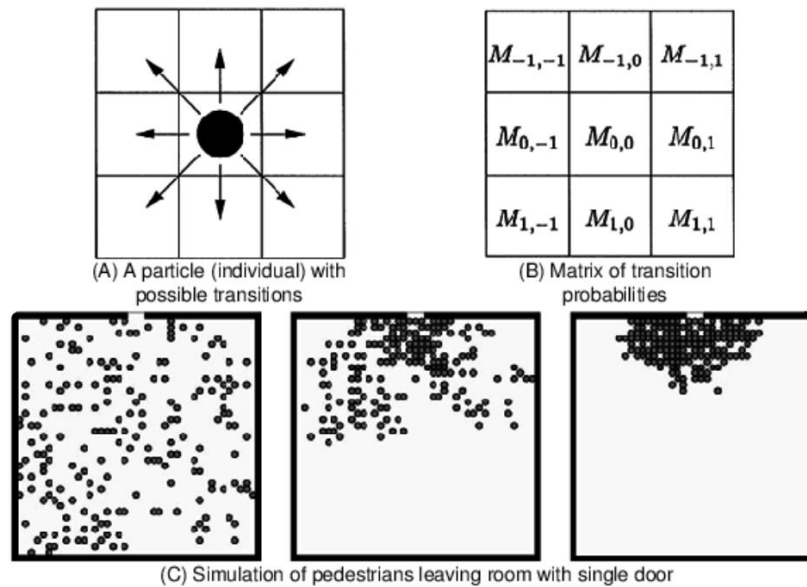 M₋₁,₋₁ M₋₁,₀ M₋₁,₁
M₀,₋₁ M₀,₀ M₀,₁
M₁,₋₁ M₁,₀ M₁,₁
(A) A particle (individual) with
possible transitions
(B) Matrix of transition
probabilities
(C) Simulation of pedestrians leaving room with single door